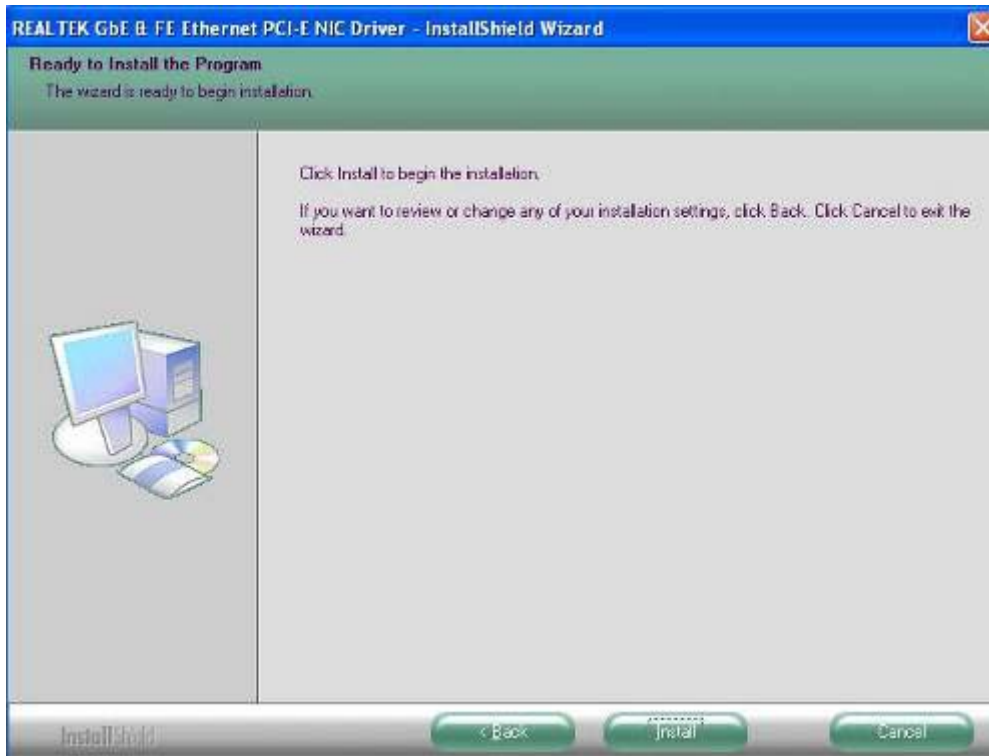 REALTEK GbE & FE Ethernet PCI-E NIC Driver - InstallShield Wizard
Ready to Install the Program
The wizard is ready to begin installation.
Click Install to begin the installation.
If you want to review or change any of your installation settings, click Back. Click Cancel to exit the
wizard.
InstallShield
< Back Install Cancel